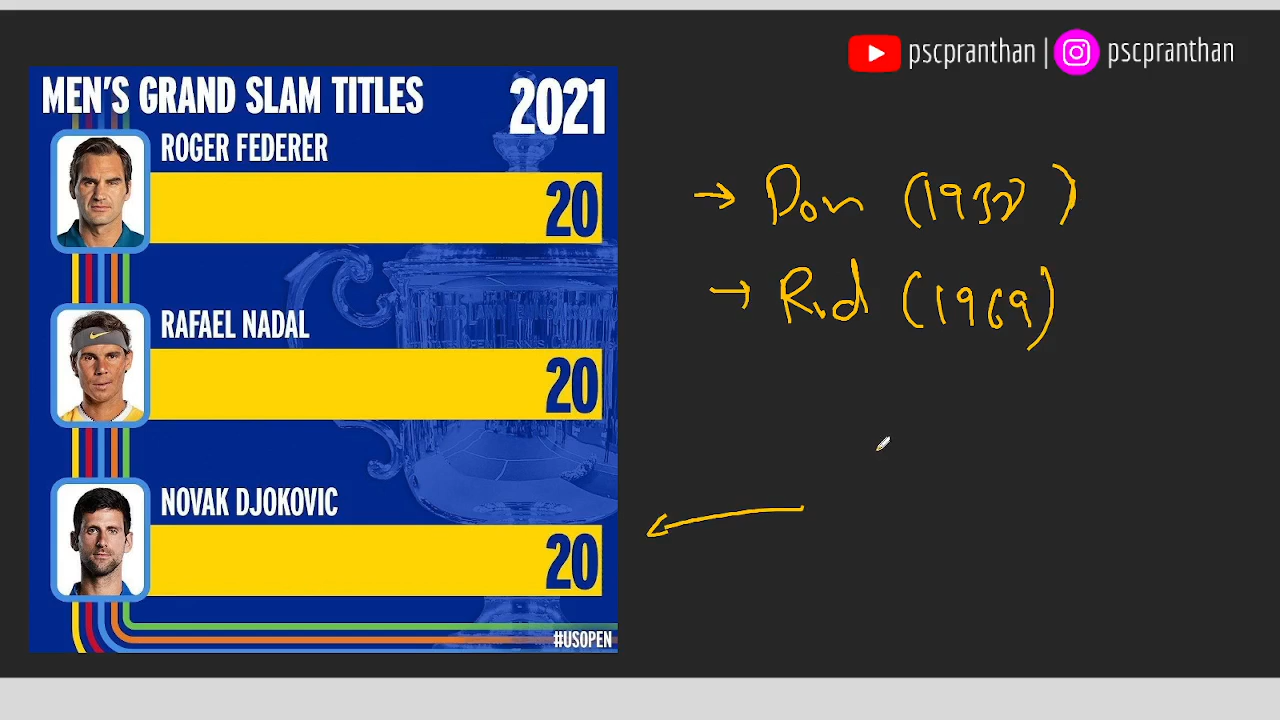 pscpranthan | pscpranthan
MEN'S GRAND SLAM TITLES 2021
ROGER FEDERER
20
RAFAEL NADAL
20
NOVAK DJOKOVIC
20
#USOPEN
→ Don (1938)
→ Rod (1969)